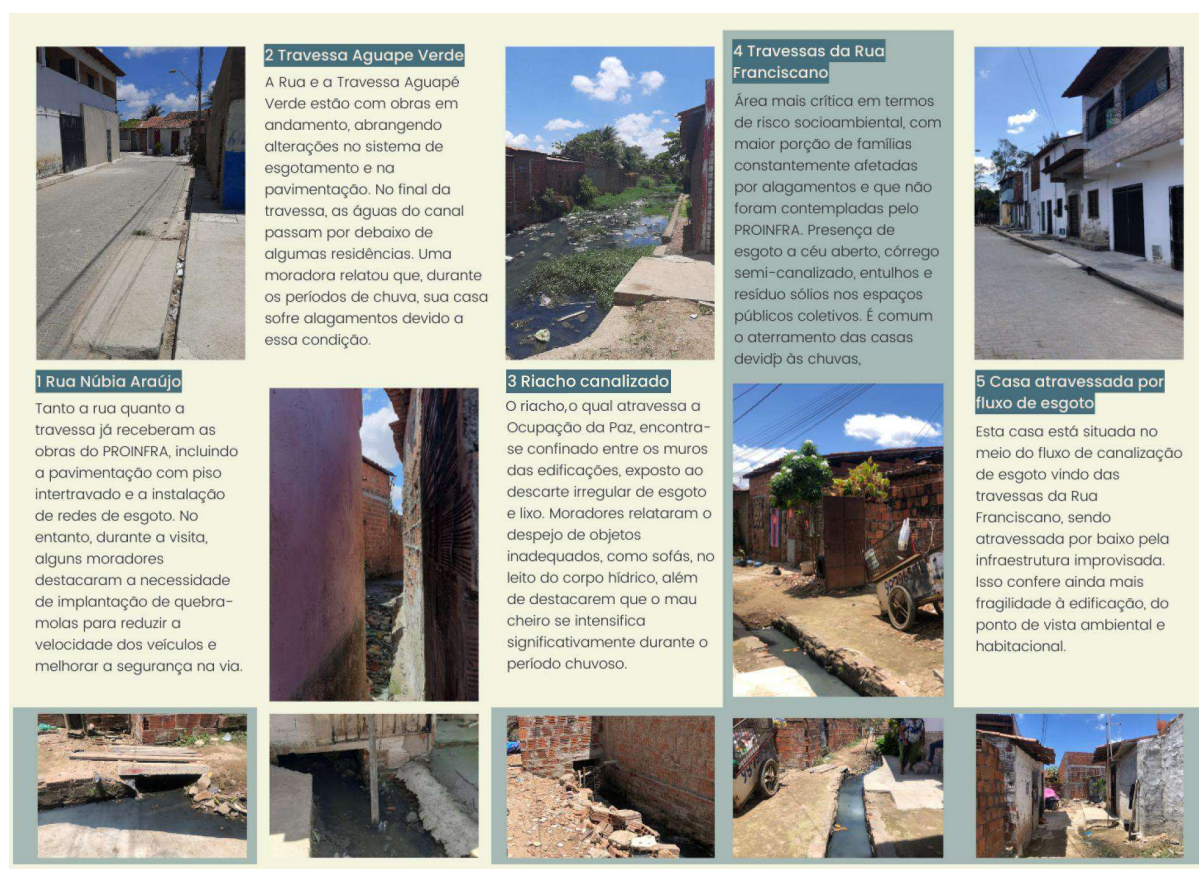 1 Rua Núbia Araújo
Tanto a rua quanto a
travessa já receberam as
obras do PROINFRA, incluindo
a pavimentação com piso
intertravado e a instalação
de redes de esgoto. No
entanto, durante a visita,
alguns moradores
destacaram a necessidade
de implantação de quebra-
molas para reduzir a
velocidade dos veículos e
melhorar a segurança na via.
2 Travessa Aguape Verde
A Rua e a Travessa Aguapé
Verde estão com obras em
andamento, abrangendo
alterações no sistema de
esgotamento e na
pavimentação. No final da
travessa, as águas do canal
passam por debaixo de
algumas residências. Uma
moradora relatou que, durante
os períodos de chuva, sua casa
sofre alagamentos devido a
essa condição.
3 Riacho canalizado
O riacho,o qual atravessa a
Ocupação da Paz, encontra-
se confinado entre os muros
das edificações, exposto ao
descarte irregular de esgoto
e lixo. Moradores relataram o
despejo de objetos
inadequados, como sofás, no
leito do corpo hídrico, além
de destacarem que o mau
cheiro se intensifica
significativamente durante o
período chuvoso.
4 Travessas da Rua
Franciscano
Área mais crítica em termos
de risco socioambiental, com
maior porção de famílias
constantemente afetadas
por alagamentos e que não
foram contempladas pelo
PROINFRA. Presença de
esgoto a céu aberto, córrego
semi-canalizado, entulhos e
resíduo sólios nos espaços
públicos coletivos. É comum
o aterramento das casas
devidþ às chuvas,
5 Casa atravessada por
fluxo de esgoto
Esta casa está situada no
meio do fluxo de canalização
de esgoto vindo das
travessas da Rua
Franciscano, sendo
atravessada por baixo pela
infraestrutura improvisada.
Isso confere ainda mais
fragilidade à edificação, do
ponto de vista ambiental e
habitacional.